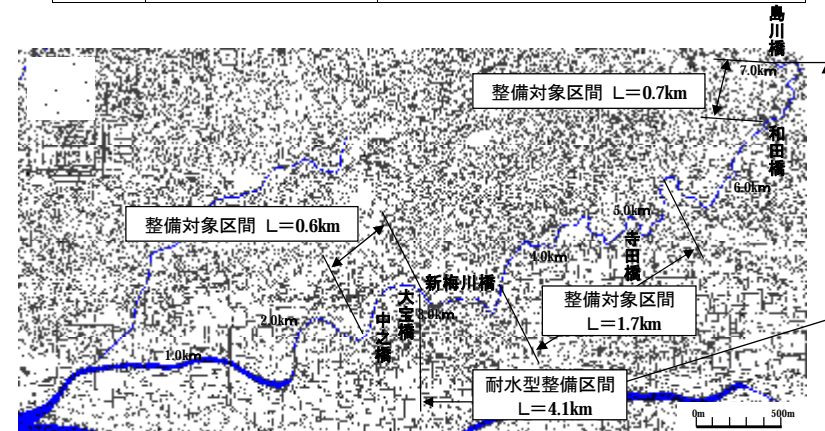 島川橋
7.0km
整備対象区間 L=0.7km
和田橋
6.0km
5.0km
整備対象区間 L=0.6km
寺田橋
4.0km
新梅川橋
大宝橋
3.0km
中之橋
2.0km
整備対象区間
L=1.7km
1.0km
耐水型整備区間
L=4.1km
0m 500m